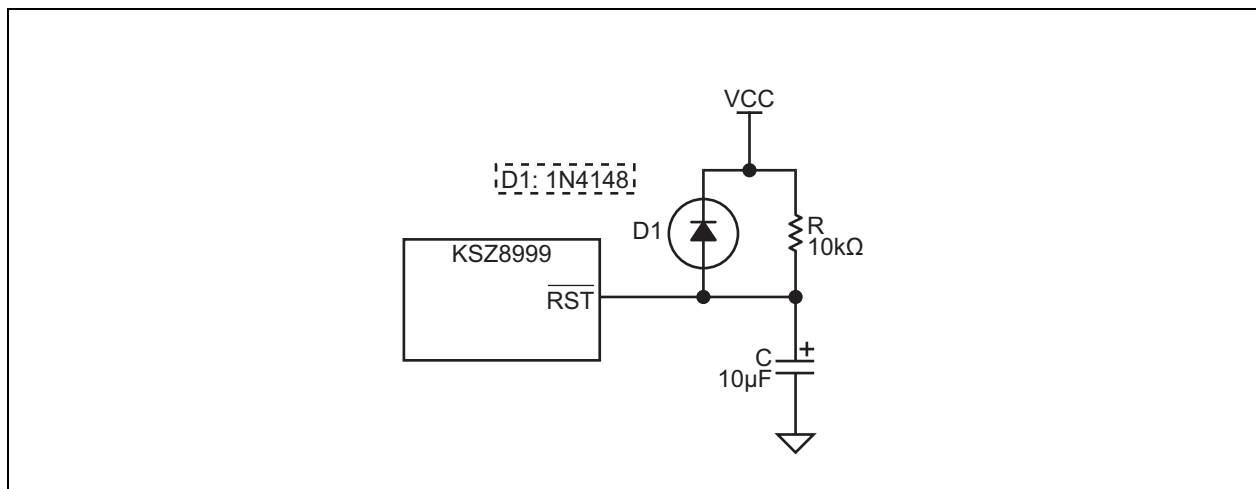 VCC
D1: 1N4148
D1
R
10kΩ
KSZ8999
RST
C
+
10µF